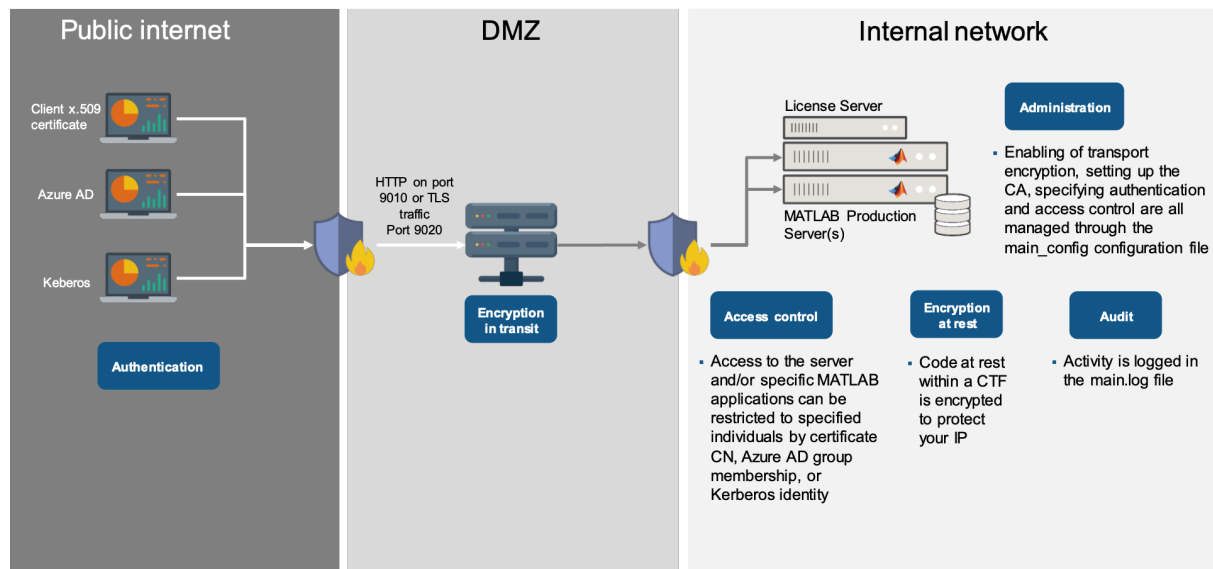 Public internet
DMZ
Internal network
Client x.509
certificate
Azure AD
Keberos
Authentication
HTTP on port
9010 or TLS
traffic
Port 9020
Encryption
in transit
License Server
MATLAB Production
Server(s)
Administration
▪ Enabling of transport
encryption, setting up the
CA, specifying authentication
and access control are all
managed through the
main_config configuration file
Access control
▪ Access to the server
and/or specific MATLAB
applications can be
restricted to specified
individuals by certificate
CN, Azure AD group
membership, or
Kerberos identity
Encryption
at rest
▪ Code at rest
within a CTF
is encrypted
to protect
your IP
Audit
▪ Activity is logged in
the main.log file